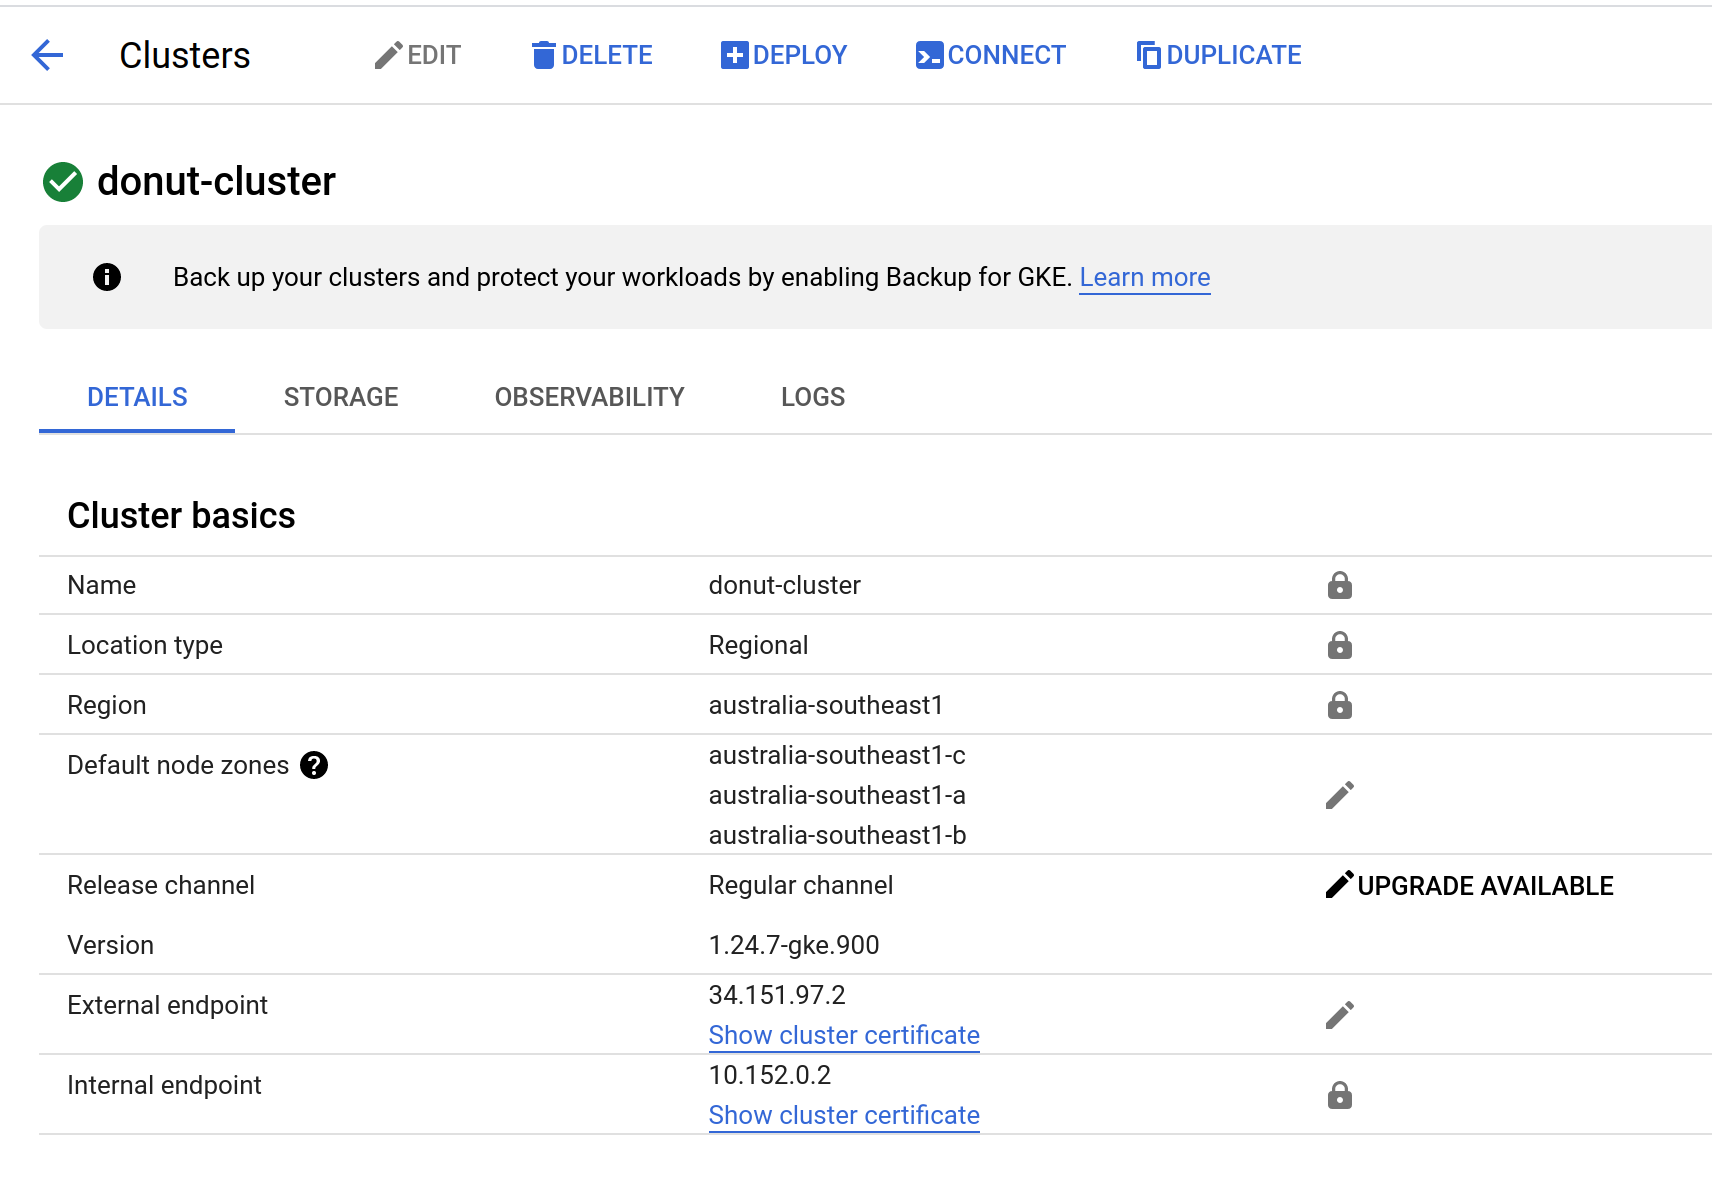 Clusters EDIT DELETE DEPLOY CONNECT DUPLICATE
donut-cluster
Back up your clusters and protect your workloads by enabling Backup for GKE. Learn more
DETAILS STORAGE OBSERVABILITY LOGS
Cluster basics
Name donut-cluster
Location type Regional
Region australia-southeast1
Default node zones australia-southeast1-c
australia-southeast1-a
australia-southeast1-b
Release channel Regular channel UPGRADE AVAILABLE
Version 1.24.7-gke.900
External endpoint 34.151.97.2
Show cluster certificate
Internal endpoint 10.152.0.2
Show cluster certificate